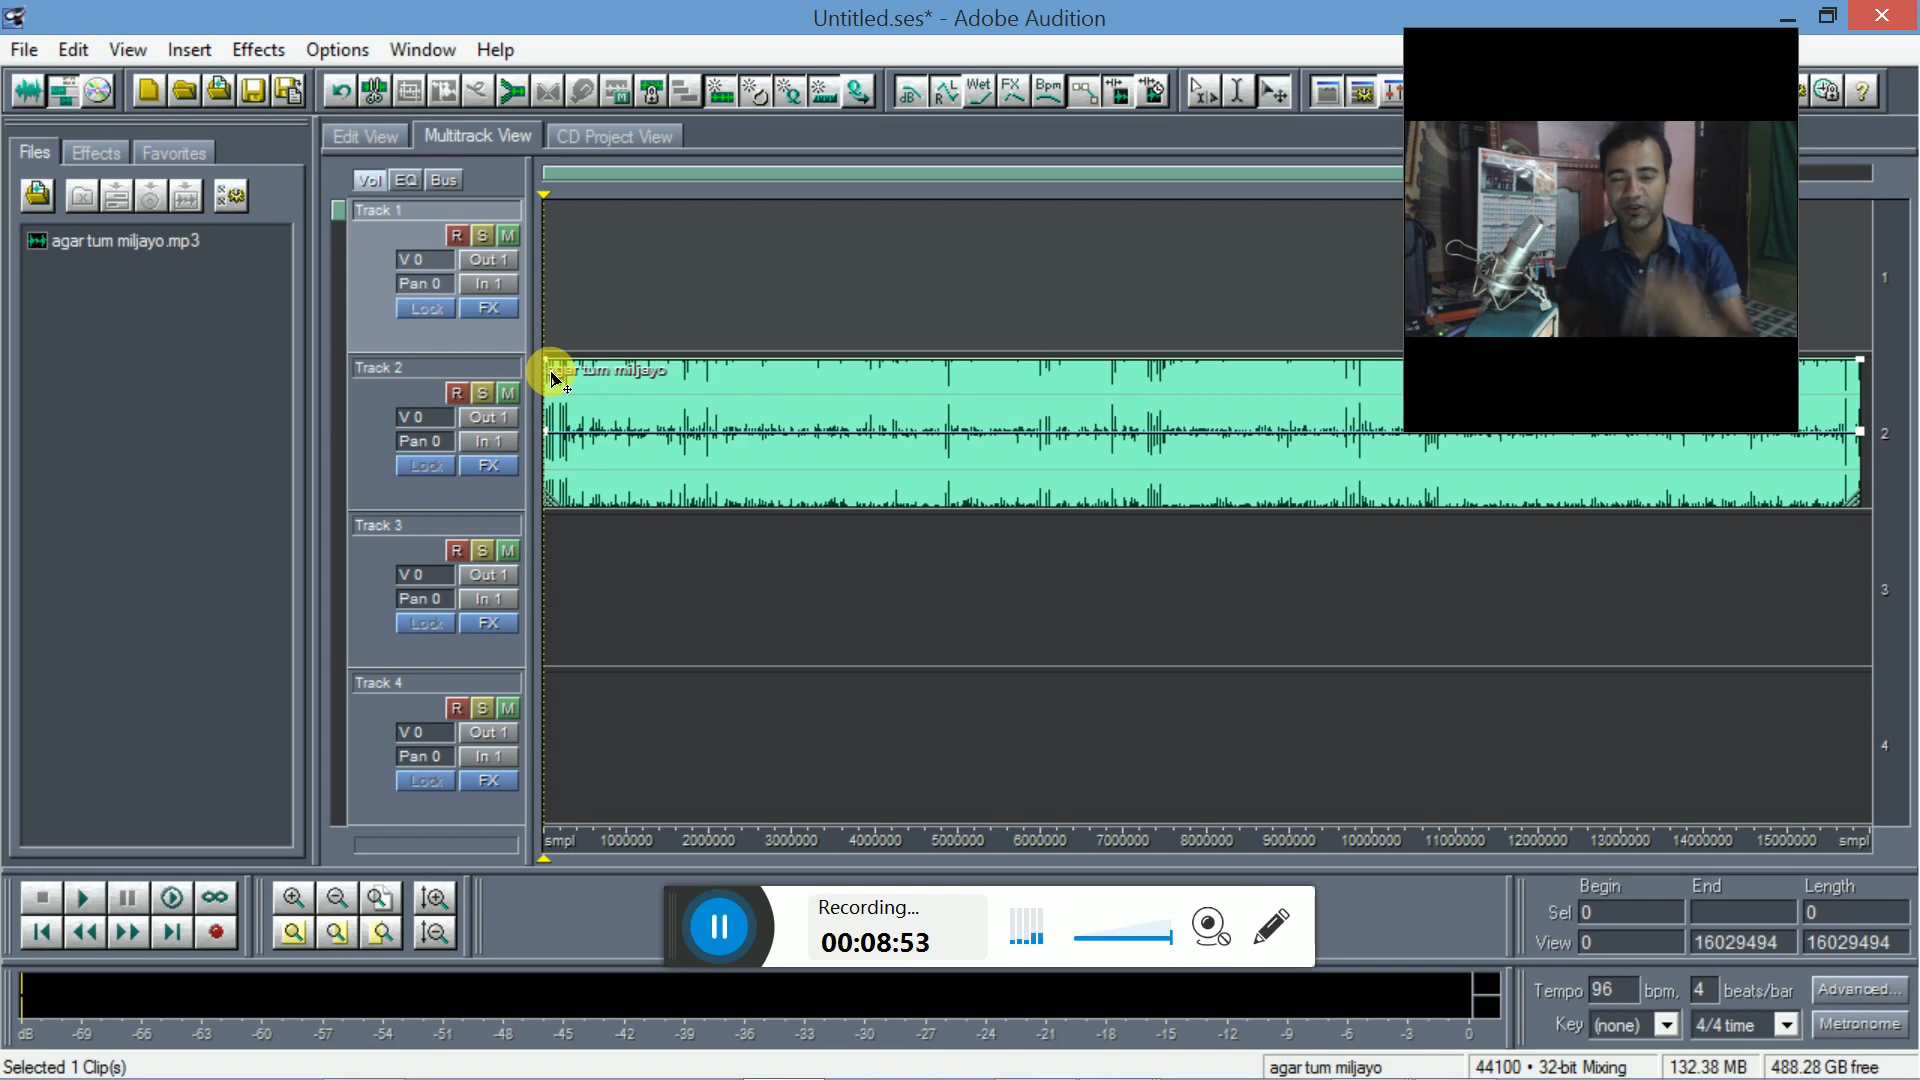 Untitled.ses* - Adobe Audition
File Edit View Insert Effects Options Window Help
Wet FX Bpm
dB
Files Effects Favorites
Edit View Multitrack View CD Project View
Vol EQ Bus
agar tum miljayo.mp3
Track 1
R S M
V 0 Out 1
Pan 0 In 1
Lock FX
1
Track 2
agar tum miljayo
R S M
V 0 Out 1
Pan 0 In 1
Lock FX
2
Track 3
R S M
V 0 Out 1
Pan 0 In 1
Lock FX
3
Track 4
R S M
V 0 Out 1
Pan 0 In 1
Lock FX
4
smpl 1000000 2000000 3000000 4000000 5000000 6000000 7000000 8000000 9000000 10000000 11000000 12000000 13000000 14000000 15000000 smpl
Recording...
00:08:53
Begin End Length
Sel 0 0
View 0 16029494 16029494
dB -69 -66 -63 -60 -57 -54 -51 -48 -45 -42 -39 -36 -33 -30 -27 -24 -21 -18 -15 -12 -9 -6 -3 0
Tempo 96 bpm, 4 beats/bar Advanced...
Key (none) 4/4 time Metronome
Selected 1 Clip(s)
agar tum miljayo 44100 • 32-bit Mixing 132.38 MB 488.28 GB free